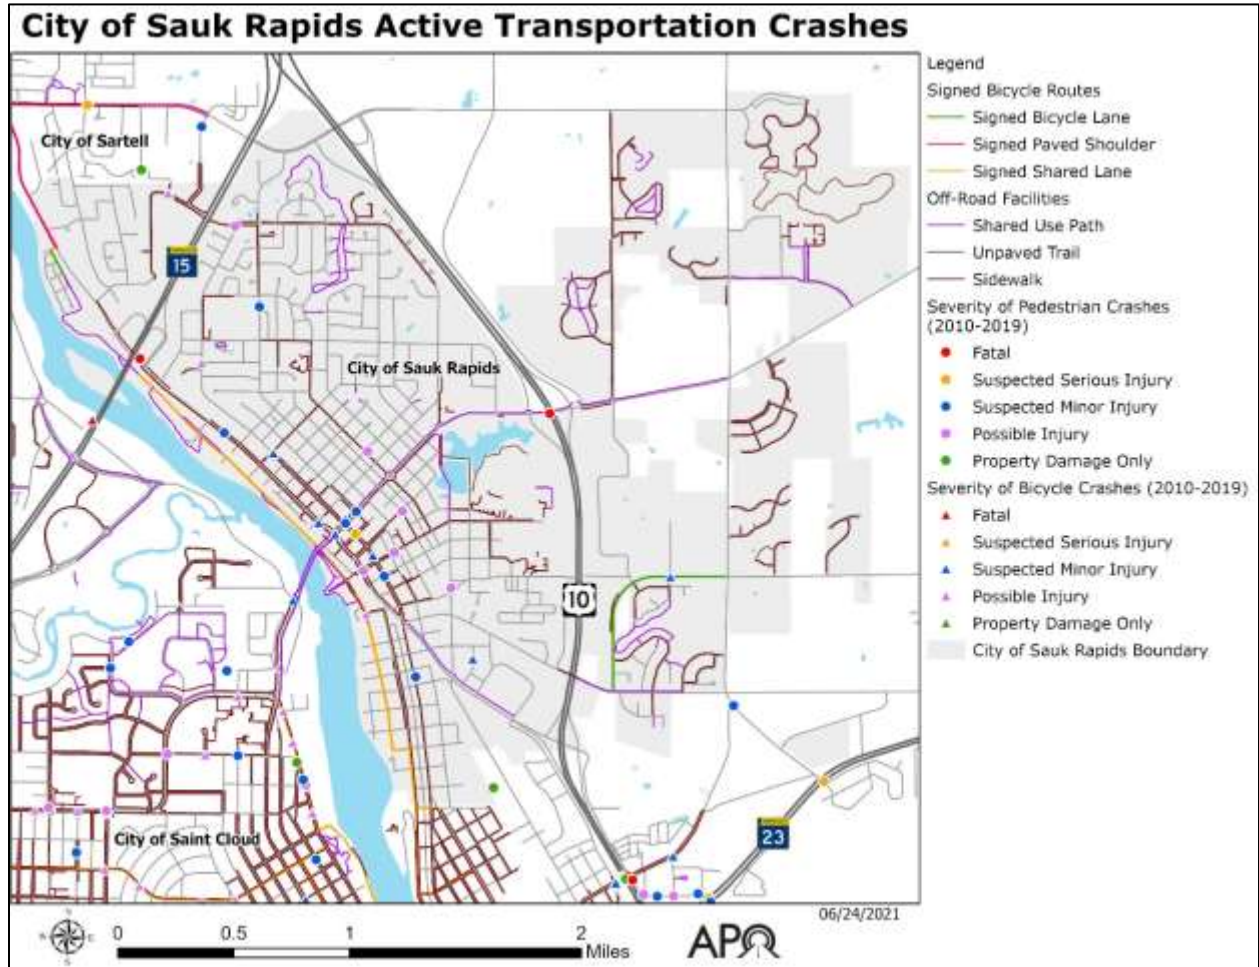 City of Sauk Rapids Active Transportation Crashes
Legend
Signed Bicycle Routes
Signed Bicycle Lane
Signed Paved Shoulder
Signed Shared Lane
Off-Road Facilities
Shared Use Path
Unpaved Trail
Sidewalk
Severity of Pedestrian Crashes
(2010-2019)
Fatal
Suspected Serious Injury
Suspected Minor Injury
Possible Injury
Property Damage Only
Severity of Bicycle Crashes (2010-2019)
Fatal
Suspected Serious Injury
Suspected Minor Injury
Possible Injury
Property Damage Only
City of Sauk Rapids Boundary
City of Sartell
15
City of Sauk Rapids
10
City of Saint Cloud
23
06/24/2021
N
W E
S
0 0.5 1 2
Miles
APO